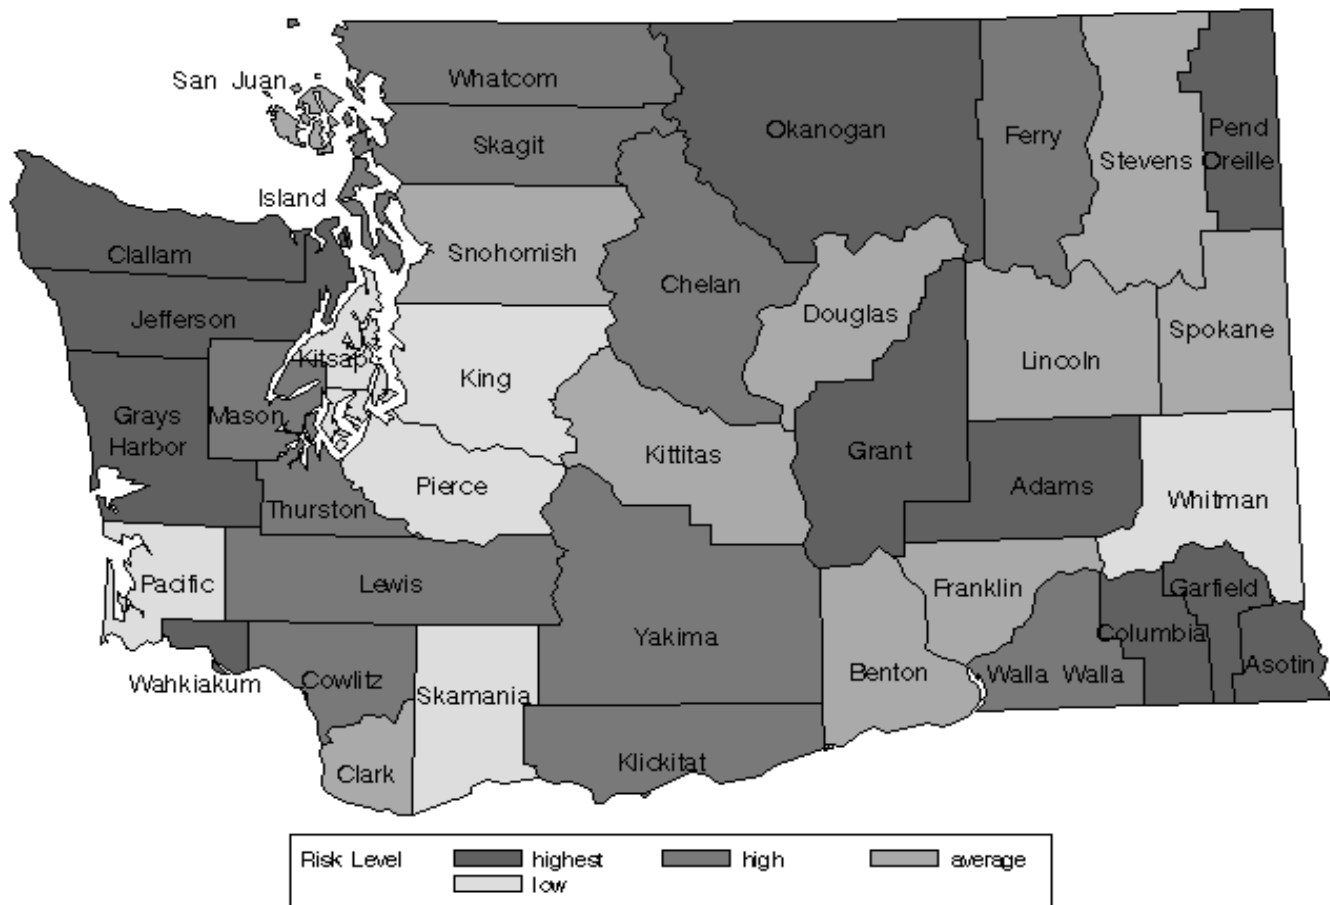 Whatcom
San Juan
Skagit
Okanogan
Ferry
Stevens
Pend
Oreille
Island
Clallam
Snohomish
Chelan
Jefferson
Douglas
Spokane
Kitsap
King
Lincoln
Grays
Harbor
Mason
Kittitas
Grant
Adams
Pierce
Whitman
Thurston
Pacific
Lewis
Franklin
Garfield
Yakima
Columbia
Wahkiakum
Cowlitz
Skamania
Benton
Walla Walla
Asotin
Clark
Klickitat
Risk Level highest high average
low